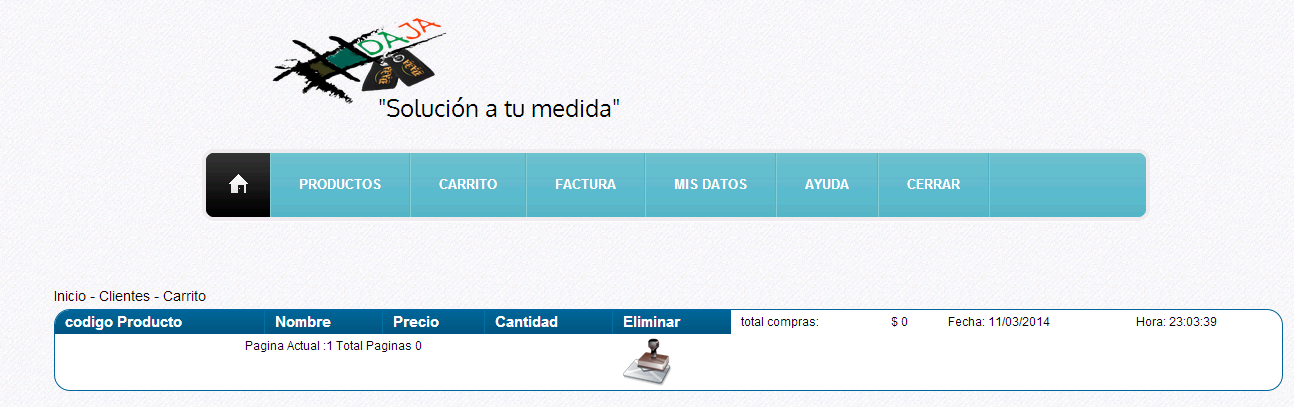 DAJA
"Solución a tu medida"
PRODUCTOS CARRITO FACTURA MIS DATOS AYUDA CERRAR
Inicio - Clientes - Carrito
codigo Producto Nombre Precio Cantidad Eliminar total compras: $ 0 Fecha: 11/03/2014 Hora: 23:03:39
Pagina Actual :1 Total Paginas 0